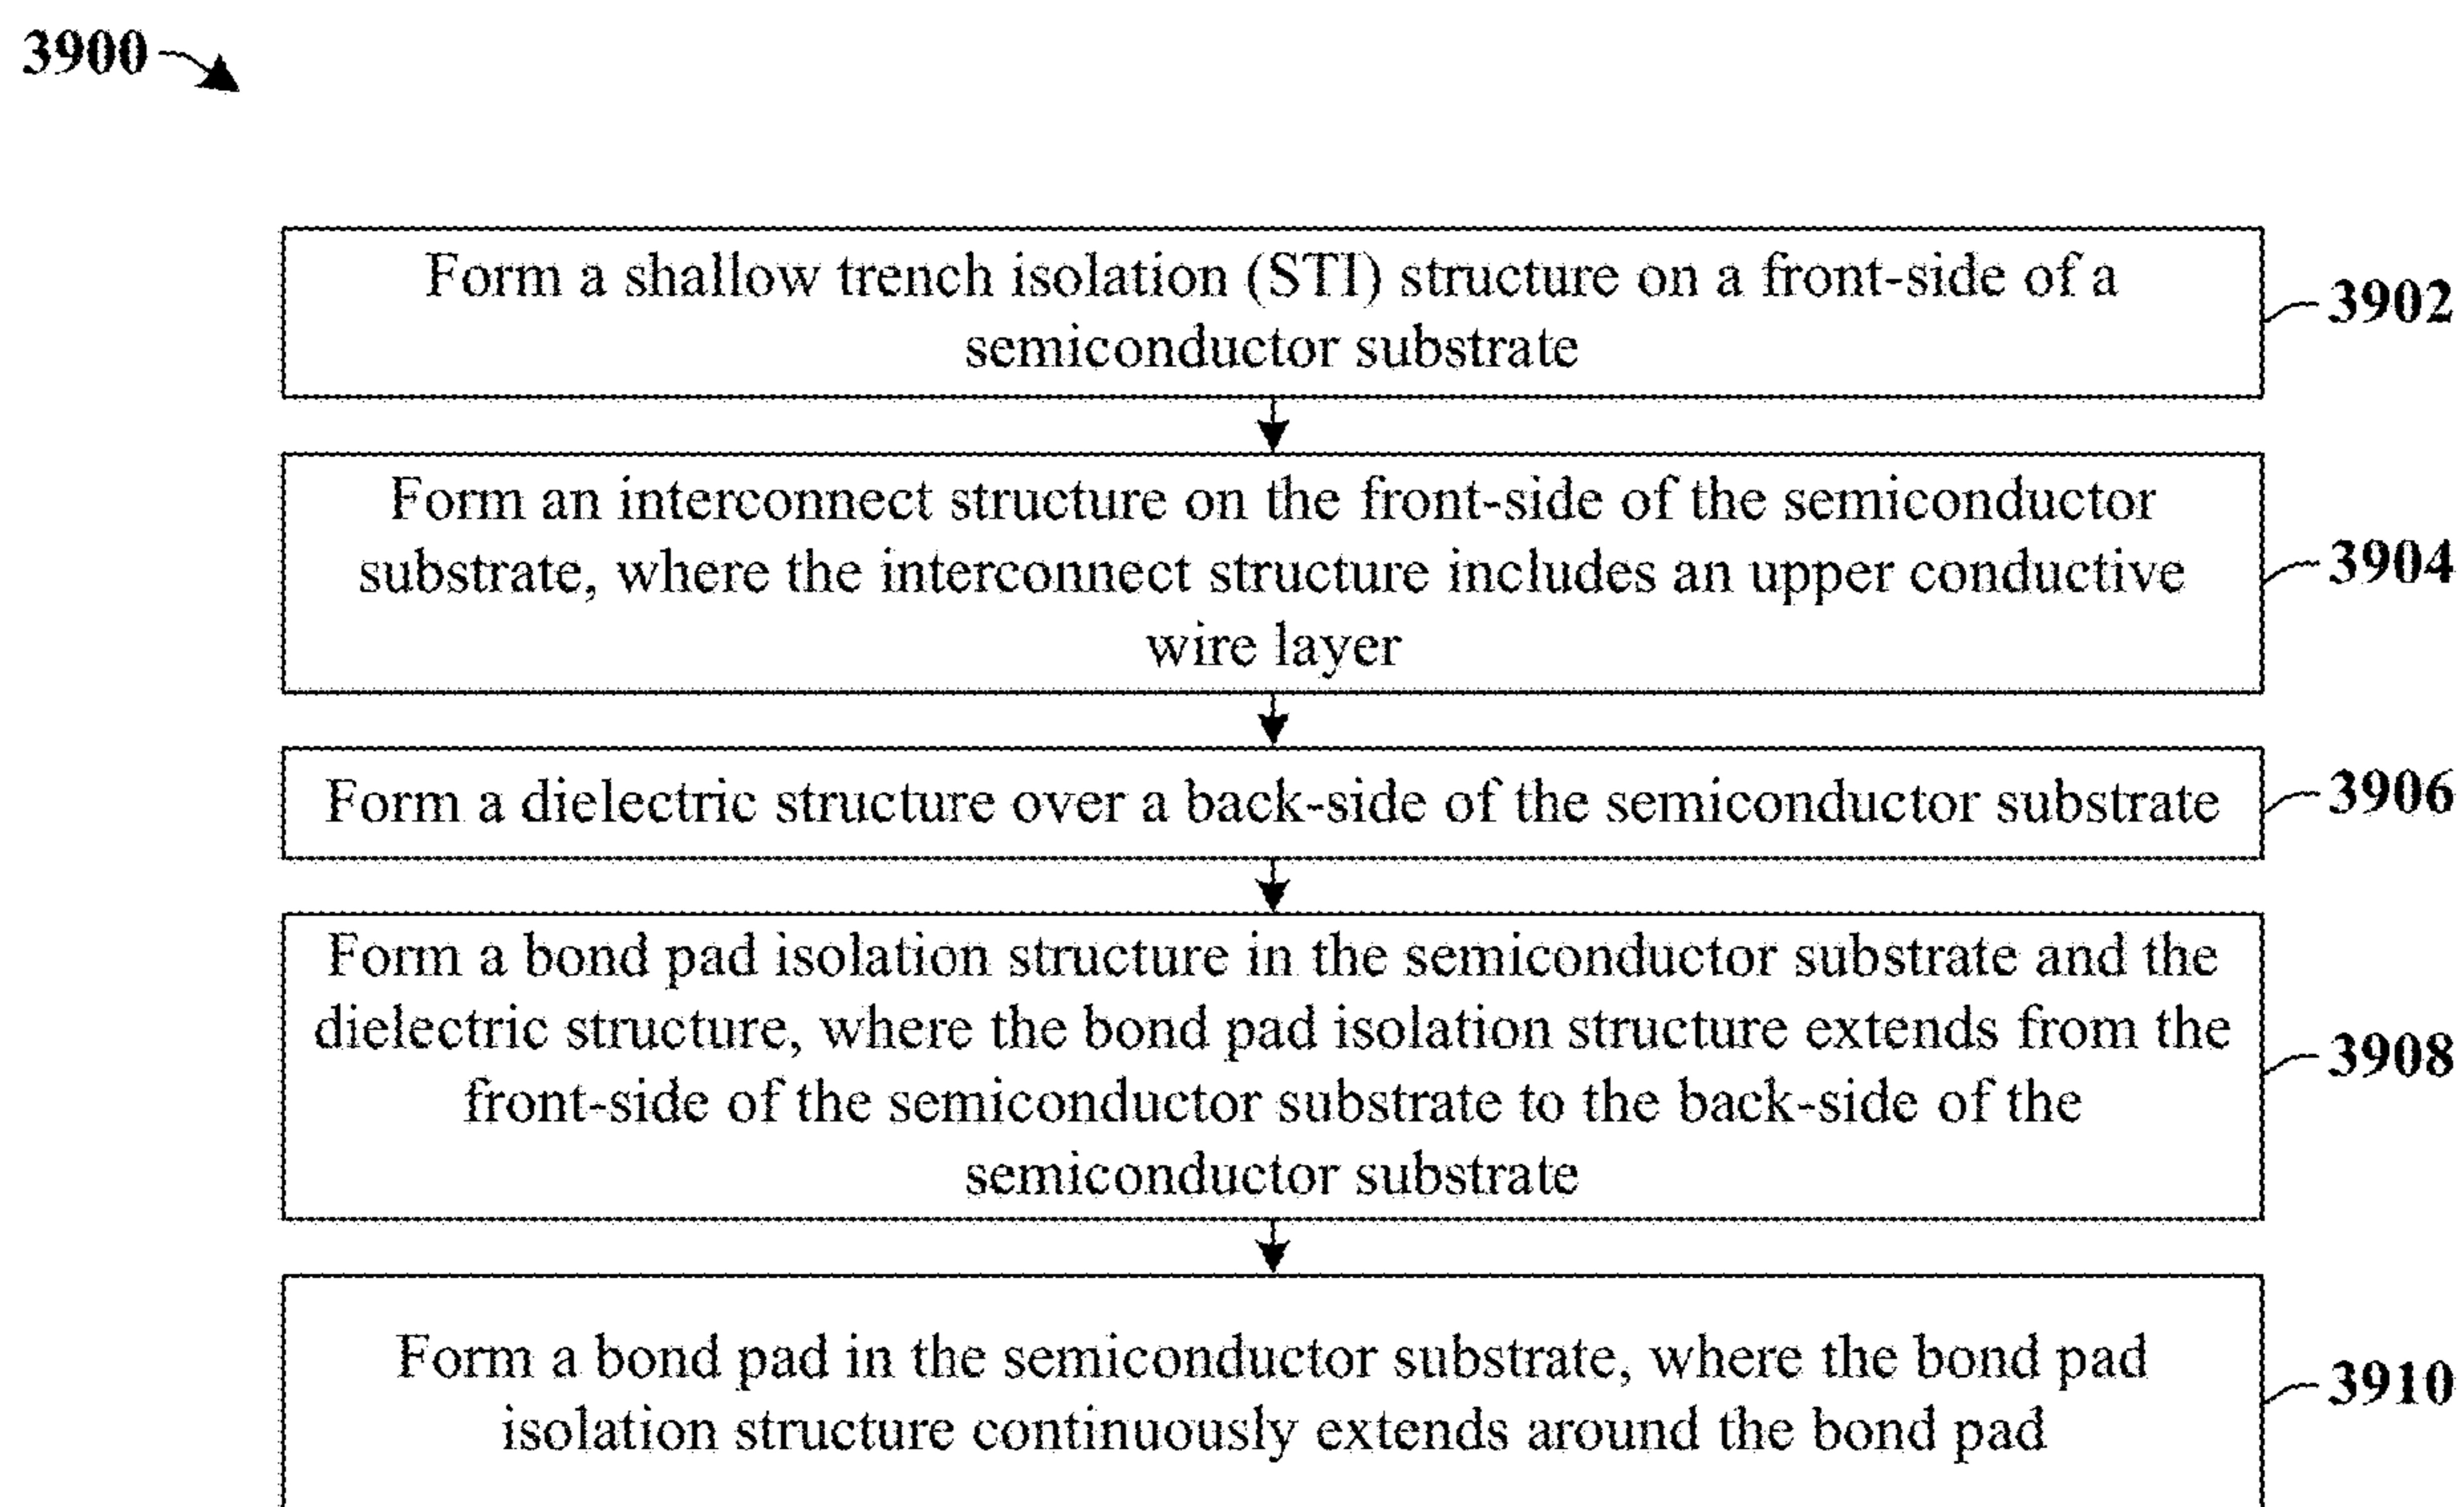 3900
Form a shallow trench isolation (STI) structure on a front-side of a
semiconductor substrate
3902
Form an interconnect structure on the front-side of the semiconductor
substrate, where the interconnect structure includes an upper conductive
wire layer
3904
Form a dielectric structure over a back-side of the semiconductor substrate
3906
Form a bond pad isolation structure in the semiconductor substrate and the
dielectric structure, where the bond pad isolation structure extends from the
front-side of the semiconductor substrate to the back-side of the
semiconductor substrate
3908
Form a bond pad in the semiconductor substrate, where the bond pad
isolation structure continuously extends around the bond pad
3910